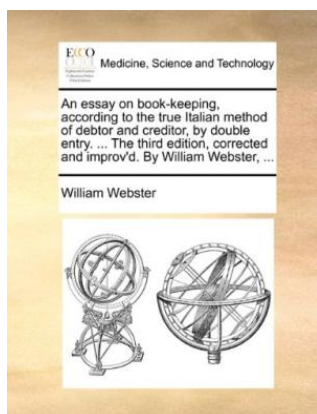 ECCO
Medicine, Science and Technology
An essay on book-keeping,
according to the true Italian method
of debtor and creditor, by double
entry. ... The third edition, corrected
and improv'd. By William Webster, ...
William Webster